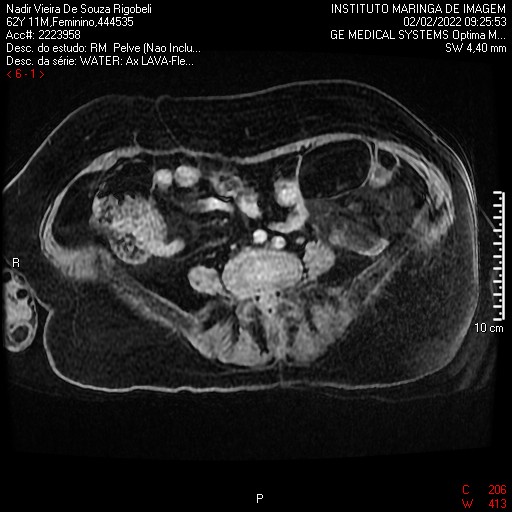 Nadir Vieira De Souza Rigobeli
62Y 11M,Feminino,444535
Acc#: 2223958
Desc. do estudo: RM Pelve (Nao Inclu...
Desc. da série: WATER: Ax LAVA-Fle...
< 6 - 1 >
INSTITUTO MARINGA DE IMAGEM
02/02/2022 09:25:53
GE MEDICAL SYSTEMS Optima M...
SW 4,40 mm
R
10 cm
P
C 206
W 413